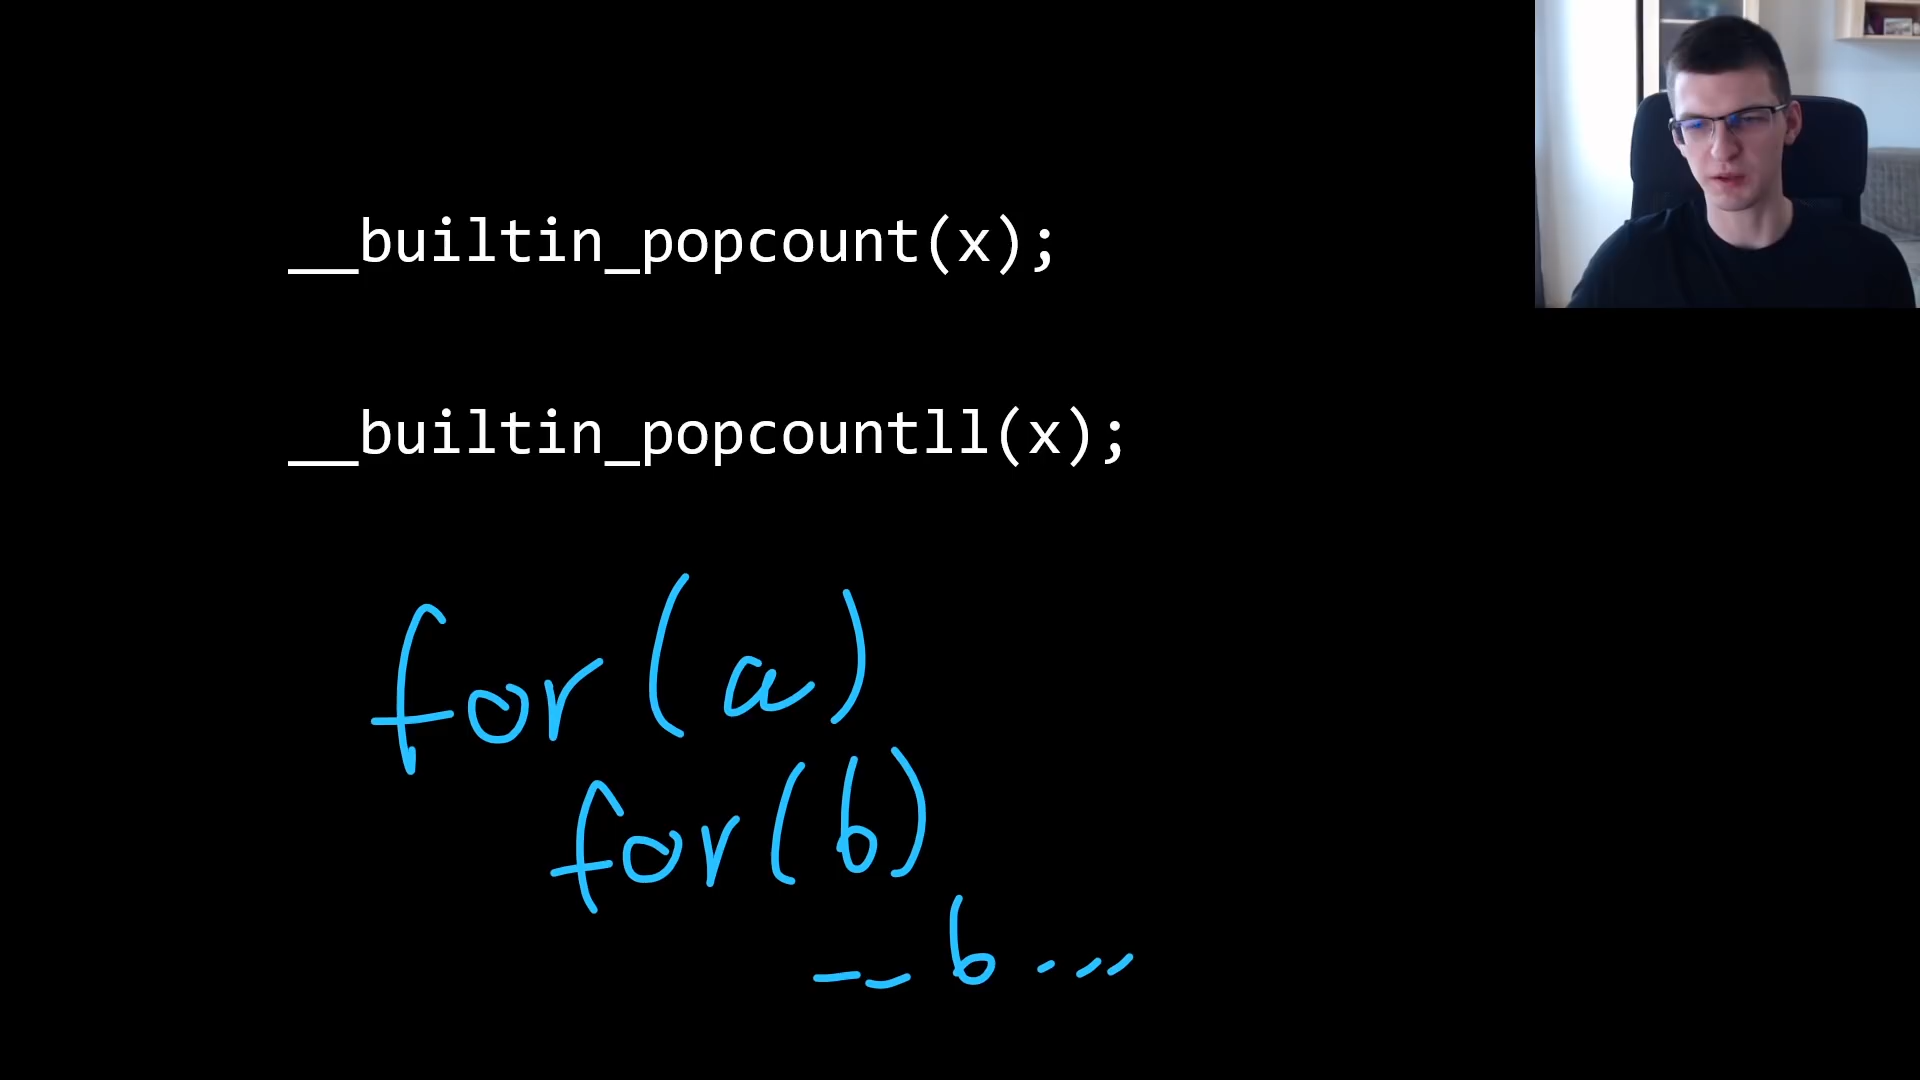 __builtin_popcount(x);
__builtin_popcountll(x);
for(a)
for(b)
__b...